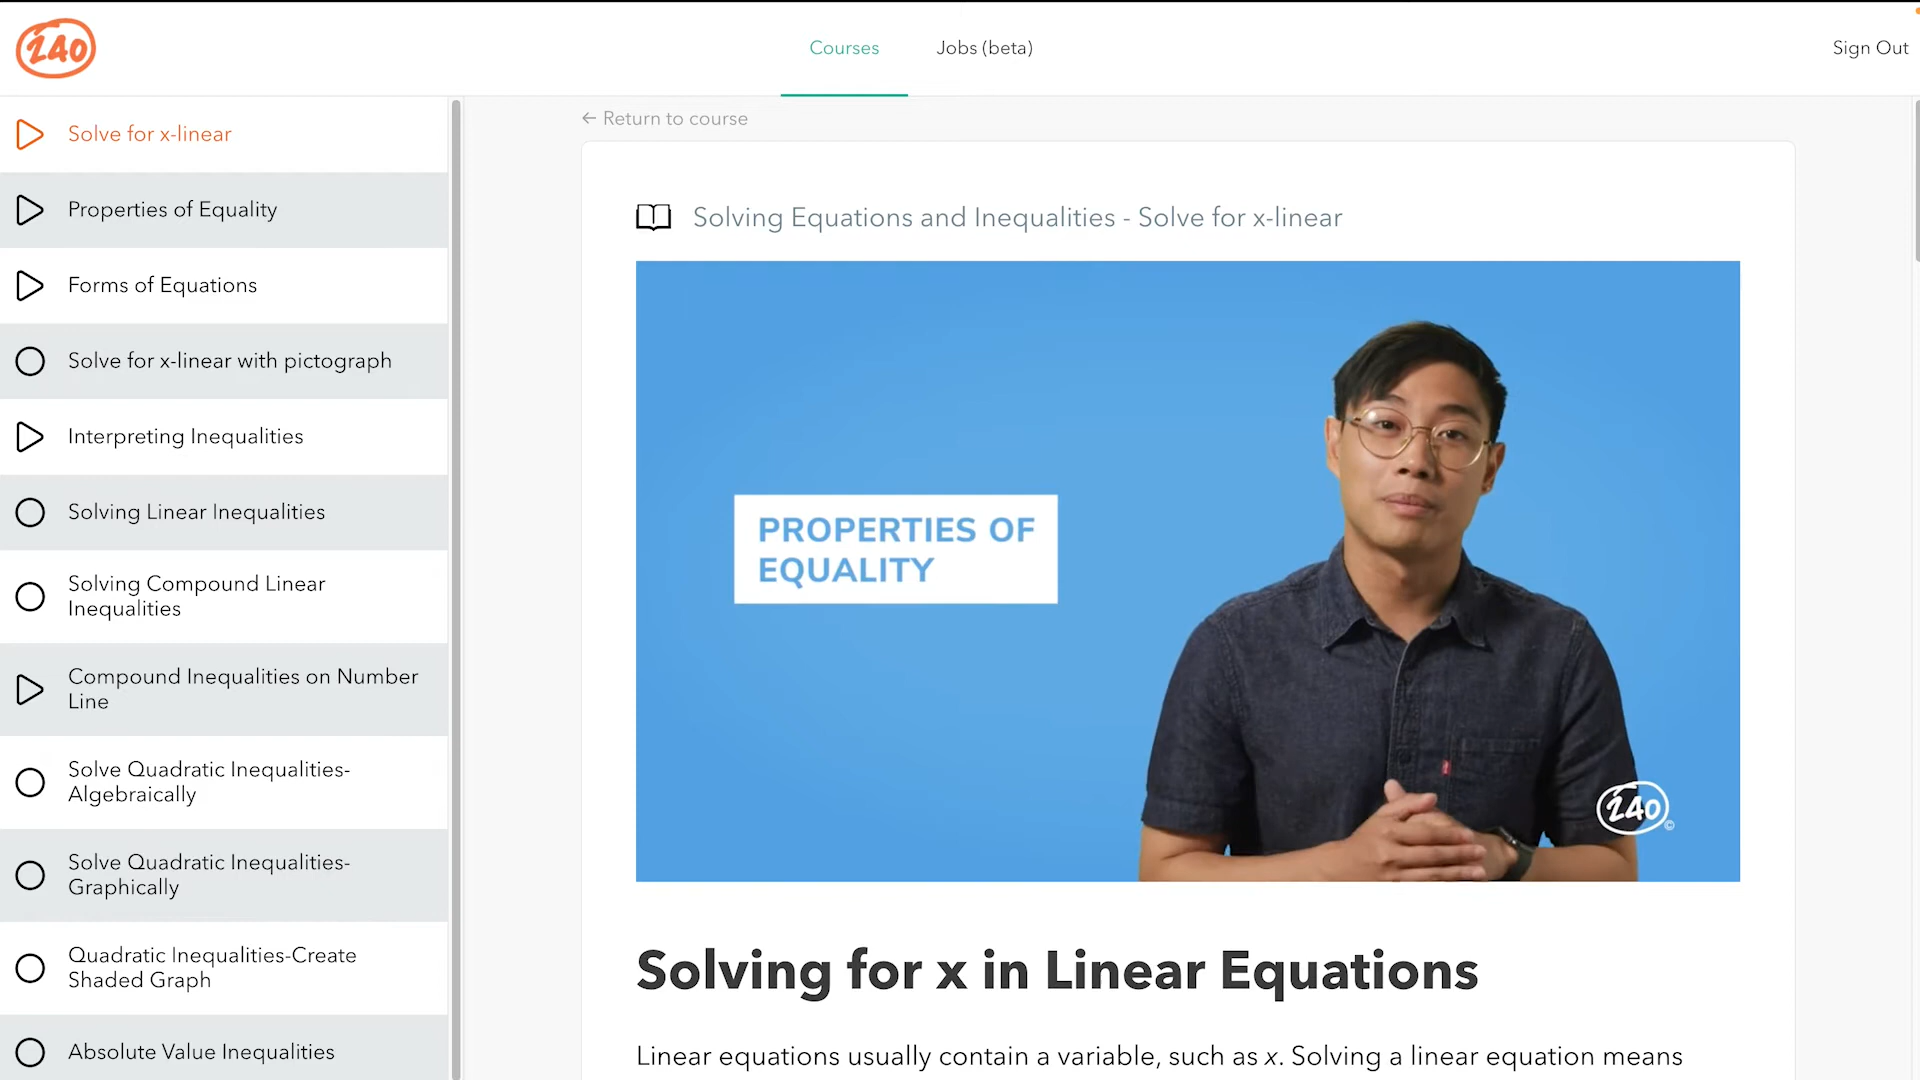 240
Courses
Jobs (beta)
Sign Out
Solve for x-linear
Properties of Equality
Forms of Equations
Solve for x-linear with pictograph
Interpreting Inequalities
Solving Linear Inequalities
Solving Compound Linear
Inequalities
Compound Inequalities on Number
Line
Solve Quadratic Inequalities-
Algebraically
Solve Quadratic Inequalities-
Graphically
Quadratic Inequalities-Create
Shaded Graph
Absolute Value Inequalities
← Return to course
Solving Equations and Inequalities - Solve for x-linear
PROPERTIES OF
EQUALITY
240©
Solving for x in Linear Equations
Linear equations usually contain a variable, such as x. Solving a linear equation means